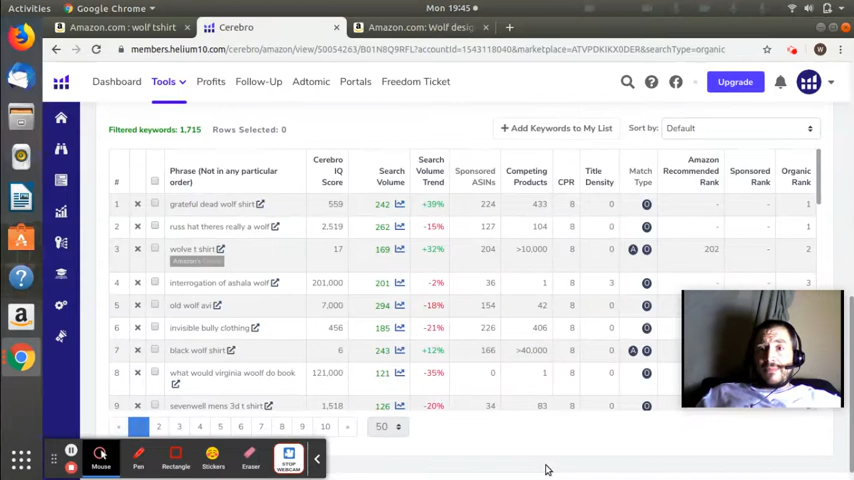 Activities
Google Chrome
Mon 19:45
Amazon.com : wolf tshirt
Cerebro
Amazon.com: Wolf desig
members.helium10.com/cerebro/amazon/view/50054263/B01N8Q9RFL?accountId=1543118040&marketplace=ATVPDKIKX0DER&searchType=organic
Dashboard Tools Profits Follow-Up Adtomic Portals Freedom Ticket Upgrade
Filtered keywords: 1,715 Rows Selected: 0 + Add Keywords to My List Sort by: Default
# Phrase (Not in any particular order) Cerebro IQ Score Search Volume Search Volume Trend Sponsored ASINs Competing Products CPR Title Density Match Type Amazon Recommended Rank Sponsored Rank Organic Rank
1 grateful dead wolf shirt 559 242 +39% 224 433 8 0 O - - 1
2 russ hat theres really a wolf 2,519 262 -15% 127 104 8 0 O - - 1
3 wolve t shirt 17 169 +32% 204 >10,000 8 0 A O 202 - 2
4 interrogation of ashala wolf 201,000 201 -2% 36 1 8 3 O - - 3
5 old wolf avi 7,000 294 -18% 154 42 8 0 O
6 invisible bully clothing 456 185 -21% 226 406 8 0 O
7 black wolf shirt 6 243 +12% 166 >40,000 8 0 A O
8 what would virginia woolf do book 121,000 121 -35% 0 1 8 0 O
9 sevenwell mens 3d t shirt 1,518 126 -20% 34 83 8 0 O
« 2 3 4 5 6 7 8 9 10 » 50
Mouse Pen Rectangle Stickers Eraser STOP WEBCAM